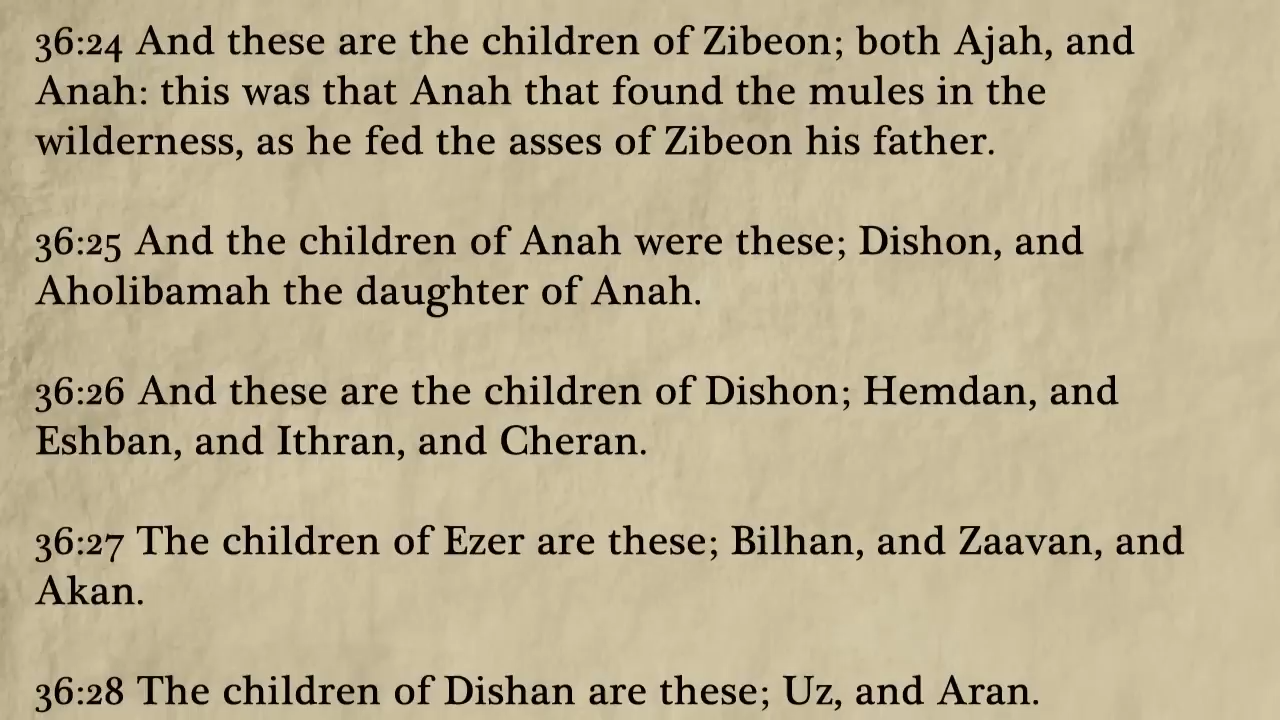 36:24 And these are the children of Zibeon; both Ajah, and
Anah: this was that Anah that found the mules in the
wilderness, as he fed the asses of Zibeon his father.
36:25 And the children of Anah were these; Dishon, and
Aholibamah the daughter of Anah.
36:26 And these are the children of Dishon; Hemdan, and
Eshban, and Ithran, and Cheran.
36:27 The children of Ezer are these; Bilhan, and Zaavan, and
Akan.
36:28 The children of Dishan are these; Uz, and Aran.